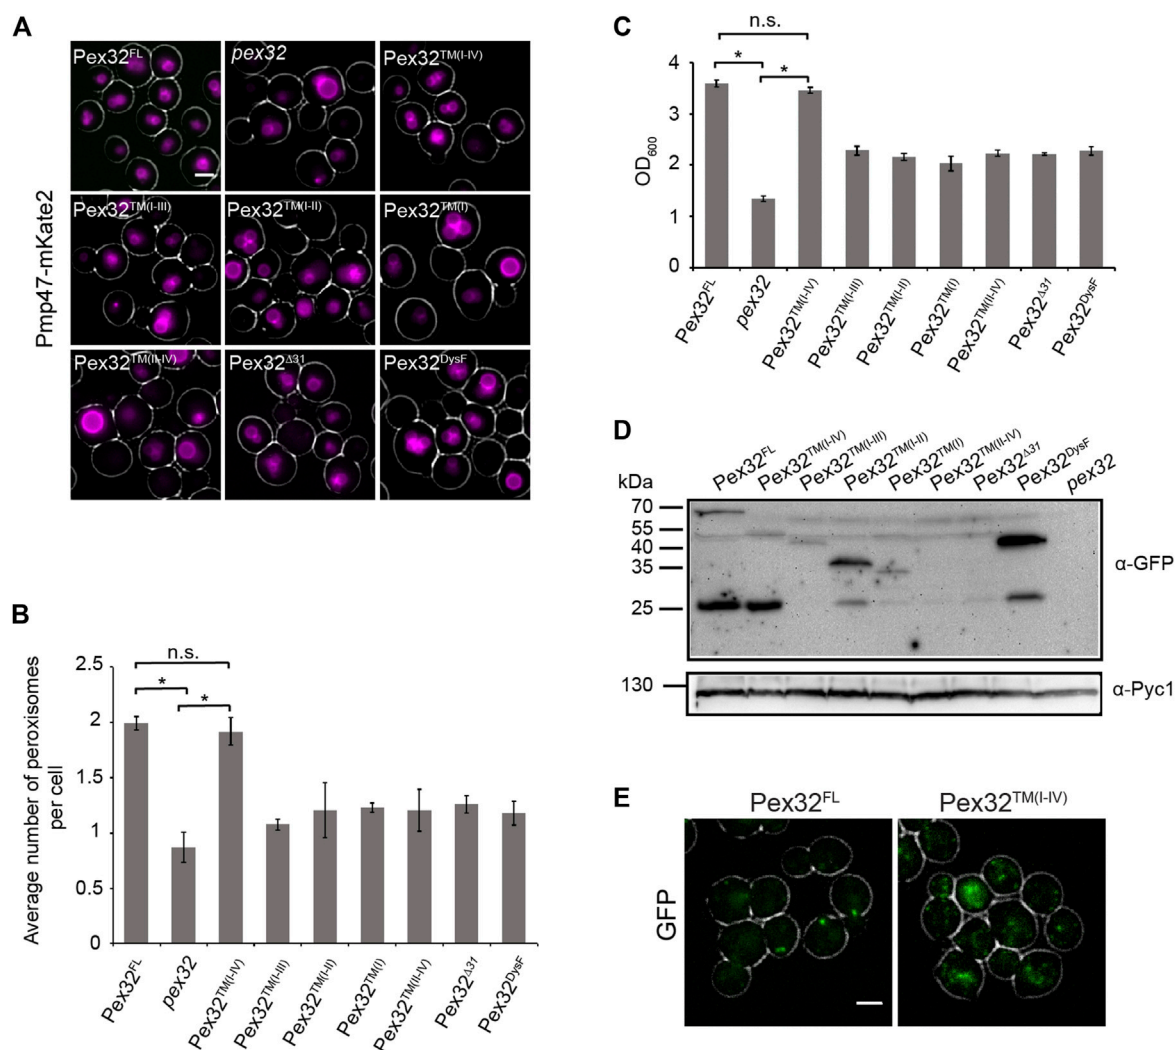 A
Pex32FL pex32 Pex32TM(I-IV)
Pex32TM(I-III) Pex32TM(I-II) Pex32TM(I)
Pex32TM(II-IV) Pex32Δ31 Pex32DysF
Pmp47-mKate2
B
n.s.
* *
Average number of peroxisomes
per cell
2.5
2
1.5
1
0.5
0
Pex32FL pex32 Pex32TM(I-IV) Pex32TM(I-III) Pex32TM(I-II) Pex32TM(I) Pex32TM(II-IV) Pex32Δ31 Pex32DysF
C
n.s.
* *
OD600
4
3
2
1
0
Pex32FL pex32 Pex32TM(I-IV) Pex32TM(I-III) Pex32TM(I-II) Pex32TM(I) Pex32TM(II-IV) Pex32Δ31 Pex32DysF
D
Pex32FL Pex32TM(I-IV) Pex32TM(I-III) Pex32TM(I-II) Pex32TM(I) Pex32TM(II-IV) Pex32Δ31 Pex32DysF pex32
kDa
70
55
40
35
25
α-GFP
130
α-Pyc1
E
Pex32FL Pex32TM(I-IV)
GFP